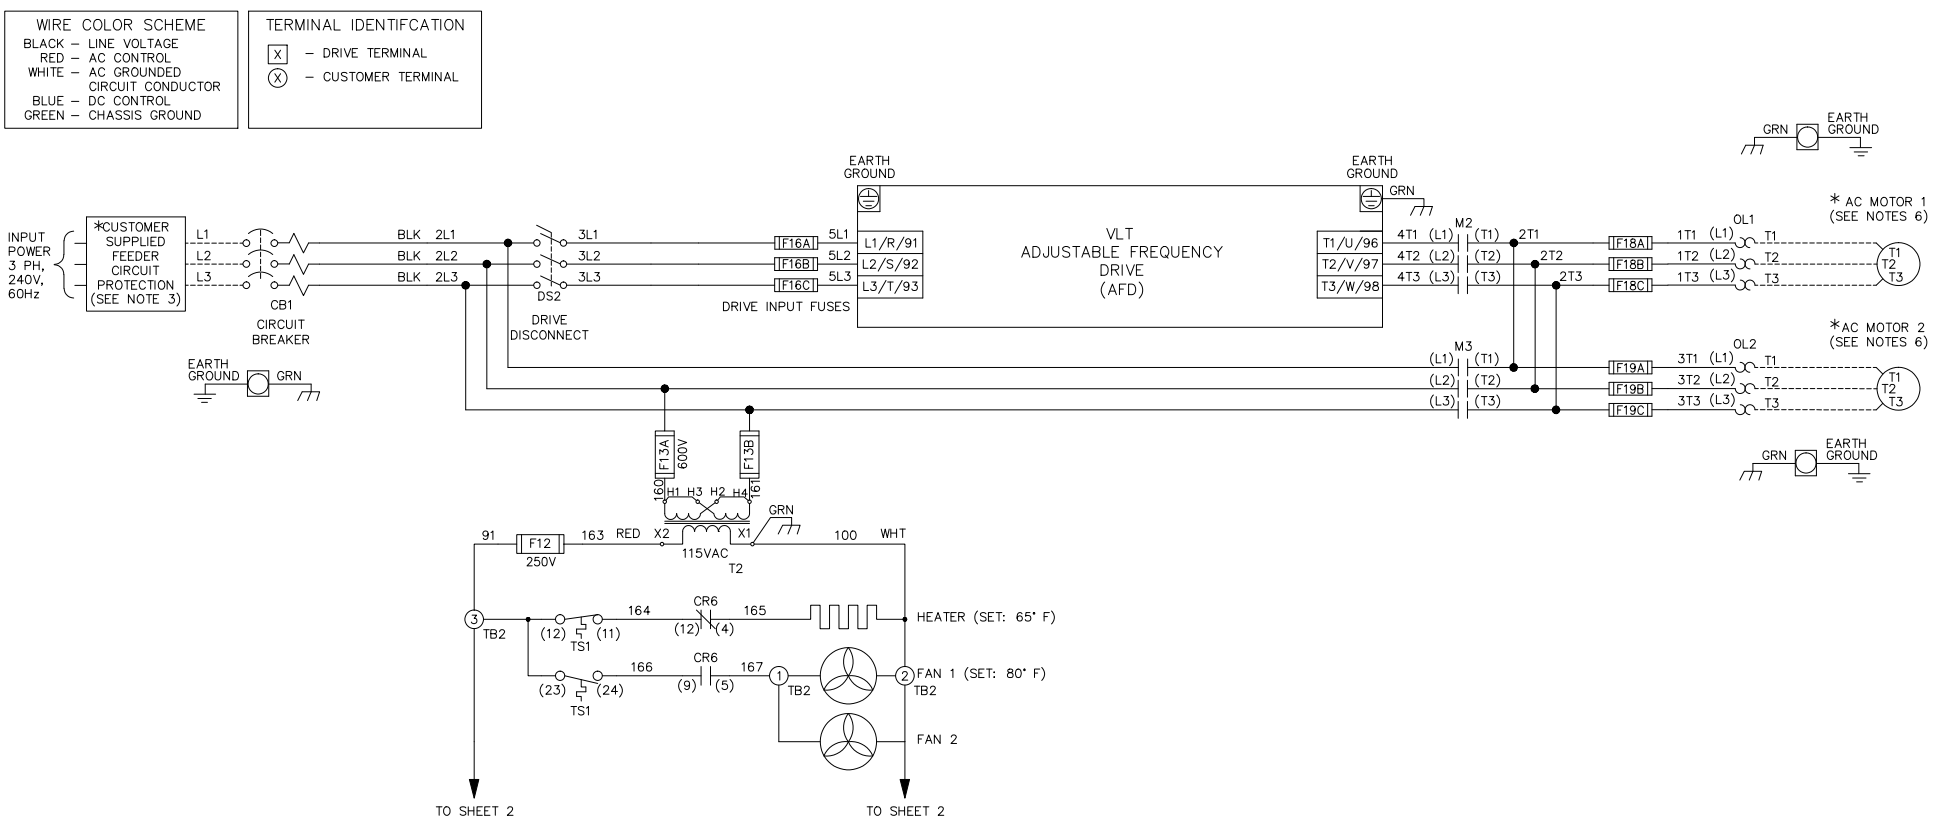 WIRE COLOR SCHEME
BLACK – LINE VOLTAGE
RED – AC CONTROL
WHITE – AC GROUNDED
CIRCUIT CONDUCTOR
BLUE – DC CONTROL
GREEN – CHASSIS GROUND
TERMINAL IDENTIFCATION
X – DRIVE TERMINAL
X – CUSTOMER TERMINAL
GRN
EARTH
GROUND
EARTH
GROUND
EARTH
GROUND
GRN
INPUT
POWER
3 PH,
240V,
60Hz
*CUSTOMER
SUPPLIED
FEEDER
CIRCUIT
PROTECTION
(SEE NOTE 3)
L1
L2
L3
CB1
CIRCUIT
BREAKER
BLK 2L1
BLK 2L2
BLK 2L3
DS2
DRIVE
DISCONNECT
3L1
3L2
3L3
F16A
F16B
F16C
DRIVE INPUT FUSES
5L1
5L2
5L3
L1/R/91
L2/S/92
L3/T/93
VLT
ADJUSTABLE FREQUENCY
DRIVE
(AFD)
T1/U/96
T2/V/97
T3/W/98
4T1 (L1)
4T2 (L2)
4T3 (L3)
M2
(T1)
(T2)
(T3)
2T1
2T2
2T3
F18A
F18B
F18C
1T1 (L1)
1T2 (L2)
1T3 (L3)
OL1
T1
T2
T3
* AC MOTOR 1
(SEE NOTES 6)
T1
T2
T3
M3
(L1) (T1)
(L2) (T2)
(L3) (T3)
F19A
F19B
F19C
3T1 (L1)
3T2 (L2)
3T3 (L3)
OL2
T1
T2
T3
*AC MOTOR 2
(SEE NOTES 6)
T1
T2
T3
GRN
EARTH
GROUND
EARTH
GROUND
GRN
F13A
600V
F13B
160
161
H1 H3 H2 H4
GRN
91
F12
250V
163 RED X2
X1
115VAC
T2
100 WHT
3
TB2
(12) (11)
TS1
164
CR6
(12) (4)
165
HEATER (SET: 65° F)
(23) (24)
TS1
166
CR6
(9) (5)
167
1
TB2
2
TB2
FAN 1 (SET: 80° F)
FAN 2
TO SHEET 2
TO SHEET 2